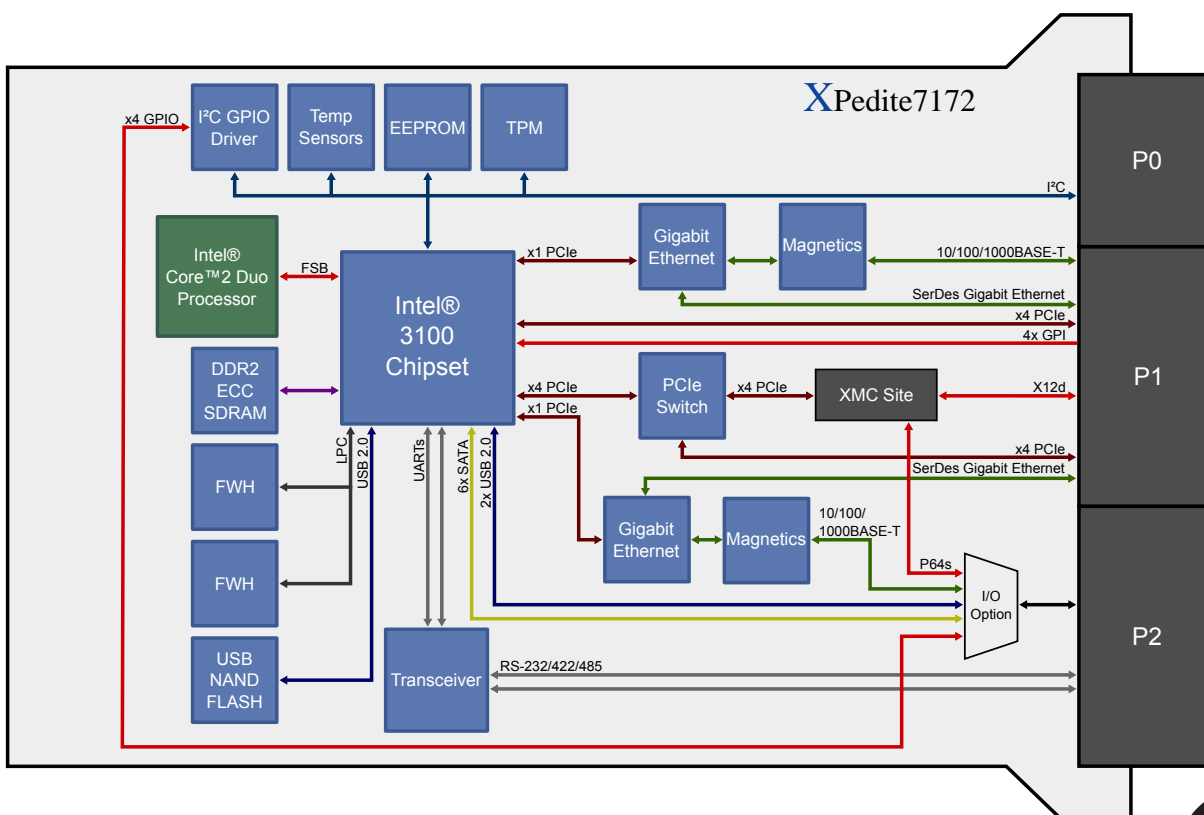 XPedite7172
x4 GPIO
I²C GPIO
Driver
Temp
Sensors
EEPROM
TPM
P0
I²C
Intel®
Core™2 Duo
Processor
FSB
Intel®
3100
Chipset
x1 PCIe
Gigabit
Ethernet
Magnetics
10/100/1000BASE-T
SerDes Gigabit Ethernet
x4 PCIe
4x GPI
P1
DDR2
ECC
SDRAM
x4 PCIe
x1 PCIe
PCIe
Switch
x4 PCIe
XMC Site
X12d
x4 PCIe
SerDes Gigabit Ethernet
LPC
USB 2.0
UARTs
6x SATA
2x USB 2.0
FWH
Gigabit
Ethernet
Magnetics
10/100/
1000BASE-T
FWH
P64s
I/O
Option
P2
USB
NAND
FLASH
Transceiver
RS-232/422/485